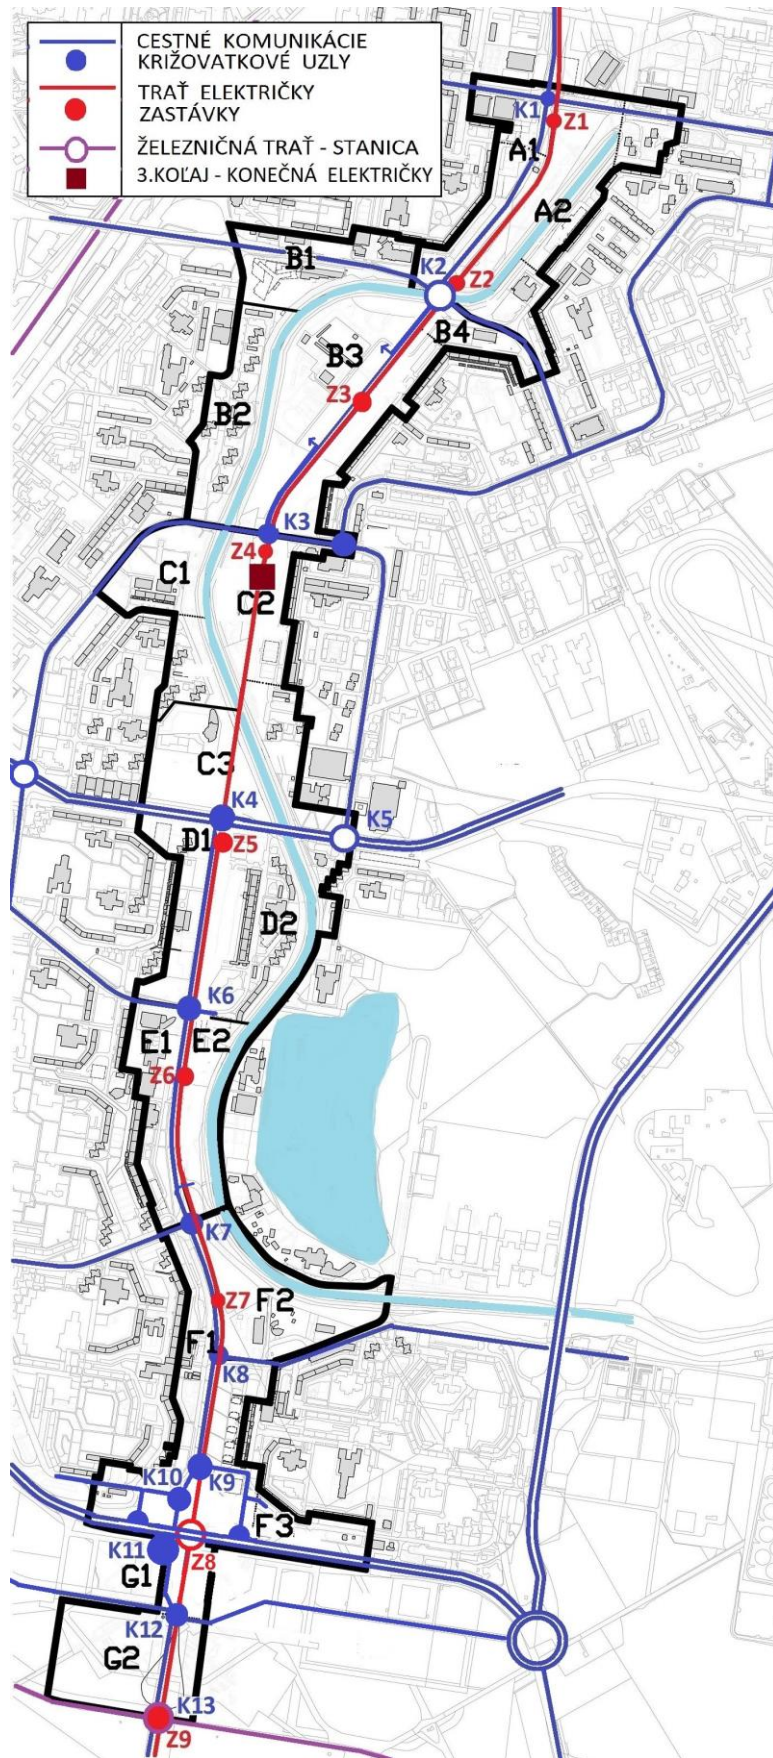 CESTNÉ KOMUNIKÁCIE
KRIŽOVATKOVÉ UZLY
TRAŤ ELEKTRIČKY
ZASTÁVKY
ŽELEZNIČNÁ TRAŤ - STANICA
3.KOĽAJ - KONEČNÁ ELEKTRIČKY
K1
Z1
A1
A2
B1
K2
Z2
B4
B3
Z3
B2
K3
Z4
C1
C2
C3
K4
K5
D1
Z5
D2
K6
E1
E2
Z6
K7
Z7
F2
F1
K8
K9
K10
F3
K11
Z8
G1
K12
G2
K13
Z9